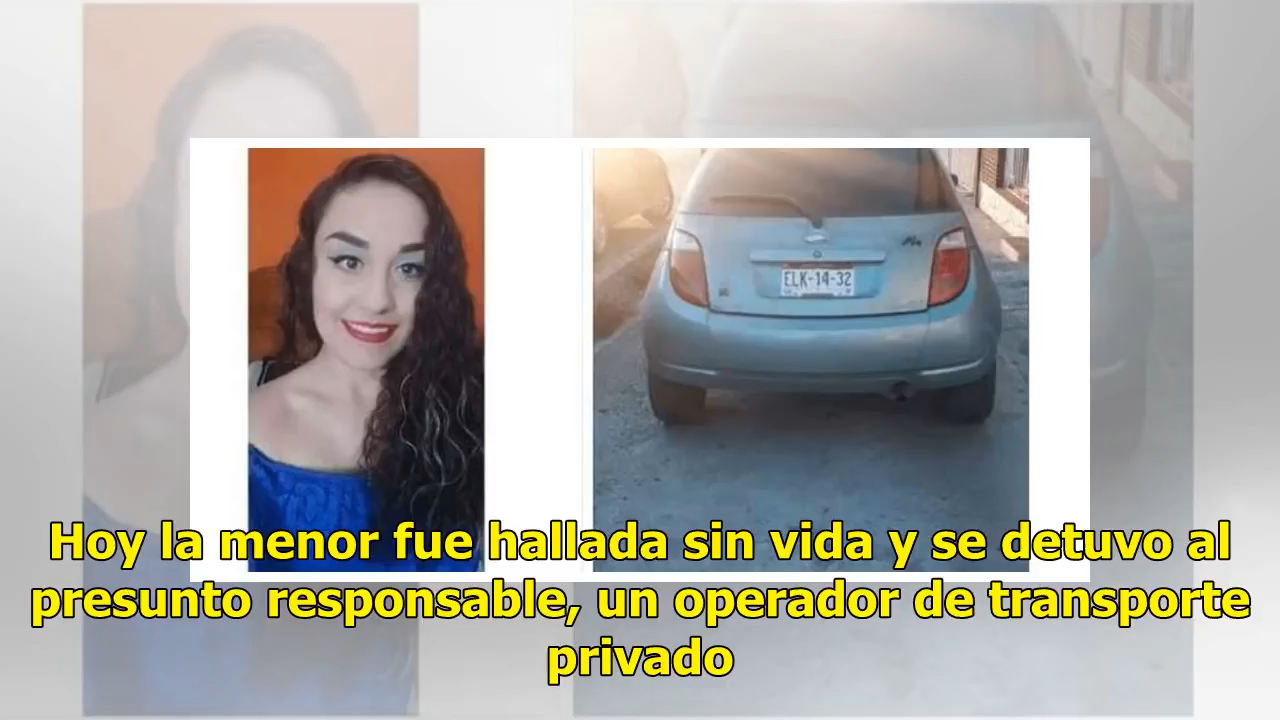 ELK-14-32
Hoy la menor fue hallada sin vida y se detuvo al
presunto responsable, un operador de transporte
privado